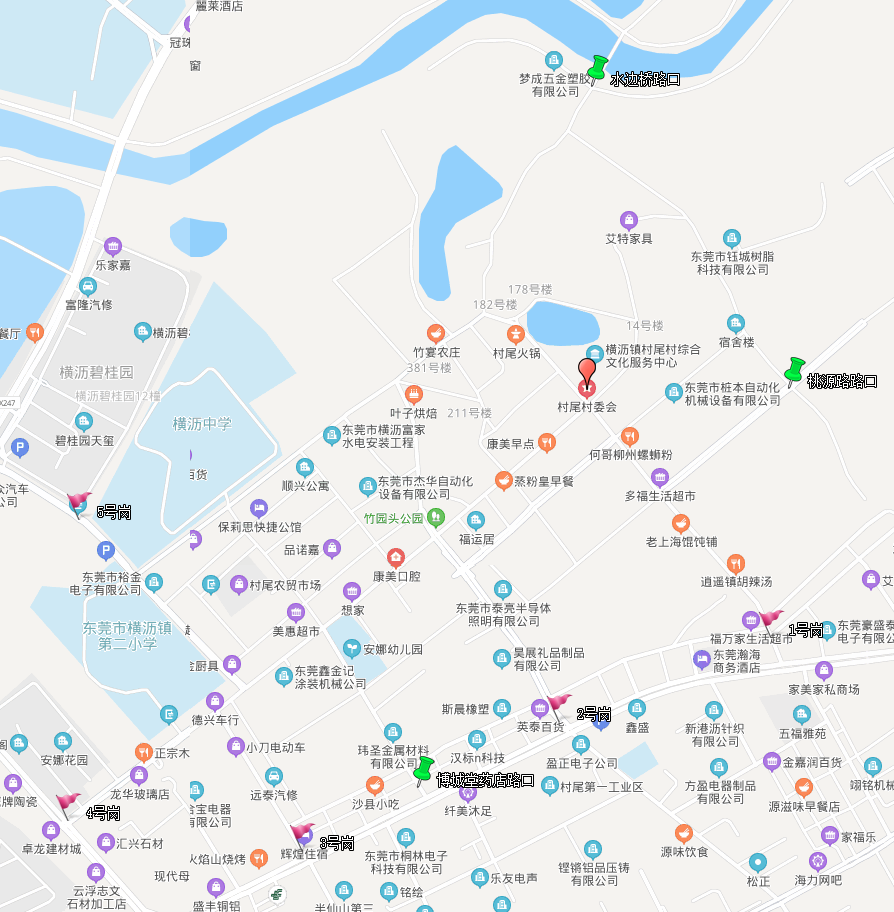 麗莱酒店
冠珠
窗
梦成五金塑胶
有限公司
水边桥路口
艾特家具
东莞市钰城树脂
科技有限公司
乐家嘉
富隆汽修
餐厅
横沥碧
横沥碧桂园
横沥碧桂园12幢
X247
碧桂园天玺
横沥中学
178号楼
182号楼
14号楼
宿舍楼
竹宴农庄
村尾火锅
横沥镇村尾村综合
文化服务中心
381号楼
村尾村委会
东莞市桩本自动化
机械设备有限公司
桃源路路口
叶子烘焙
211号楼
东莞市横沥富家
水电安装工程
康美早点
何哥柳州螺蛳粉
顺兴公寓
东莞市杰华自动化
设备有限公司
蒸粉皇早餐
多福生活超市
百货
众汽车
公司
5号岗
保莉思快捷公馆
竹园头公园
福运居
老上海馄饨铺
品诺嘉
康美口腔
逍遥镇胡辣汤
东莞市裕金
电子有限公司
村尾农贸市场
想家
东莞市泰亮半导体
照明有限公司
艾
东莞市横沥镇
第二小学
美惠超市
福万家生活超市
1号岗
东莞豪盛泰
电子有限公
安娜幼儿园
昊展礼品制品
有限公司
东莞瀚海
商务酒店
金厨具
东莞鑫金记
涂装机械公司
家美家私商场
德兴车行
斯晨橡塑
英泰百货
2号岗
鑫盛
新港沥针织
有限公司
五福雅苑
安娜花园
正宗木
小刀电动车
玮圣金属材料
有限公司
汉标n科技
盈正电子公司
金嘉润百货
博城堂药店路口
村尾第一工业区
方盈电器制品
有限公司
翊铭机械
牌陶瓷
龙华玻璃店
远泰汽修
沙县小吃
纤美沐足
源滋味早餐店
4号岗
合宝电器
有限公司
卓龙建材城
汇兴石材
3号岗
辉煌住宿
东莞市桐林电子
科技有限公司
源味饮食
家福乐
火焰山烧烤
铿锵铝品压铸
有限公司
云浮志文
石材加工店
现代母
松正
海力网吧
盛丰铜铝
半仙山第三
铭绘
乐友电声